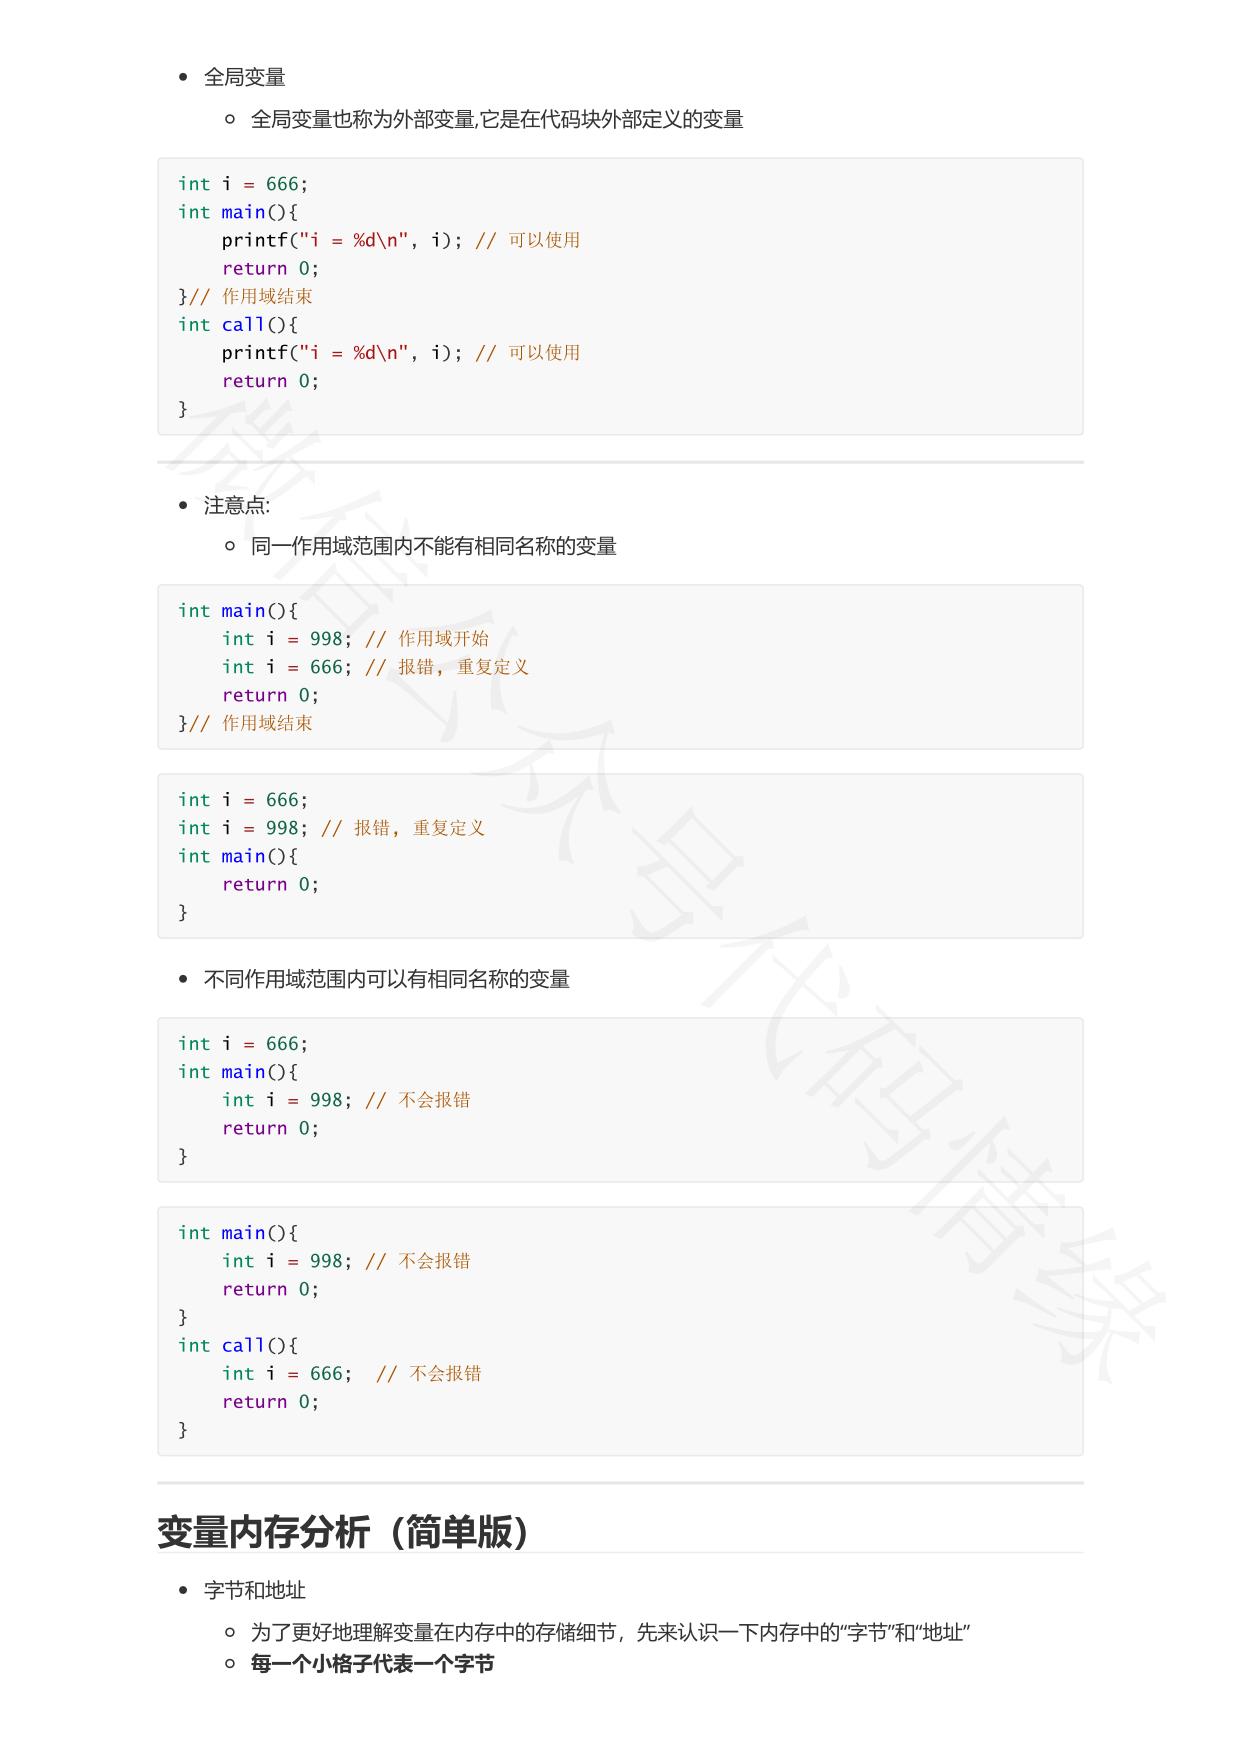 全局变量
全局变量也称为外部变量,它是在代码块外部定义的变量
int i = 666;
int main(){
    printf("i = %d\n", i); // 可以使用
    return 0;
}// 作用域结束
int call(){
    printf("i = %d\n", i); // 可以使用
    return 0;
}
注意点:
同一作用域范围内不能有相同名称的变量
int main(){
    int i = 998; // 作用域开始
    int i = 666; // 报错, 重复定义
    return 0;
}// 作用域结束
int i = 666;
int i = 998; // 报错, 重复定义
int main(){
    return 0;
}
不同作用域范围内可以有相同名称的变量
int i = 666;
int main(){
    int i = 998; // 不会报错
    return 0;
}
int main(){
    int i = 998; // 不会报错
    return 0;
}
int call(){
    int i = 666;  // 不会报错
    return 0;
}
变量内存分析（简单版）
字节和地址
为了更好地理解变量在内存中的存储细节，先来认识一下内存中的“字节”和“地址”
每一个小格子代表一个字节
微信公众号代码情缘